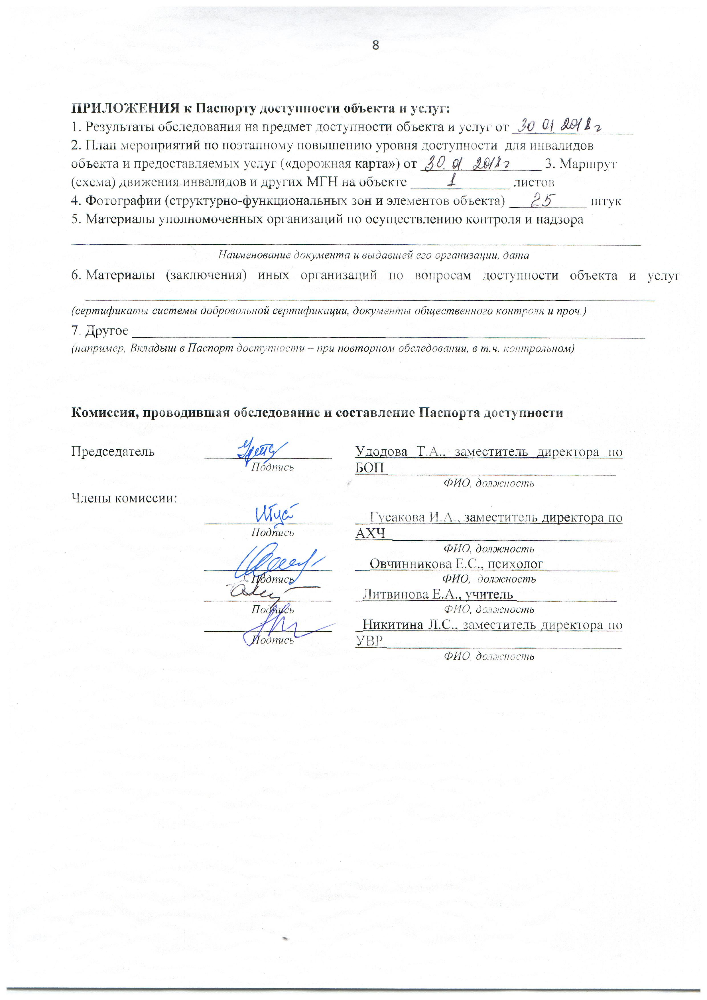 8
ПРИЛОЖЕНИЯ к Паспорту доступности объекта и услуг:
1. Результаты обследования на предмет доступности объекта и услуг от 30.01.2018г
2. План мероприятий по поэтапному повышению уровня доступности для инвалидов
объекта и предоставляемых услуг («дорожная карта») от 30.01.2018г 3. Маршрут
(схема) движения инвалидов и других МГН на объекте 1 листов
4. Фотографии (структурно-функциональных зон и элементов объекта) 25 штук
5. Материалы уполномоченных организаций по осуществлению контроля и надзора
Наименование документа и выдавшей его организации, дата
6. Материалы (заключения) иных организаций по вопросам доступности объекта и услуг
(сертификаты системы добровольной сертификации, документы общественного контроля и проч.)
7. Другое
(например, Вкладыш в Паспорт доступности – при повторном обследовании, в т.ч. контрольном)
Комиссия, проводившая обследование и составление Паспорта доступности
Председатель Удодова Т.А., заместитель директора по
Подпись БОП
ФИО, должность
Члены комиссии:
Гусакова И.А., заместитель директора по
Подпись АХЧ
ФИО, должность
Овчинникова Е.С., психолог
Подпись ФИО, должность
Литвинова Е.А., учитель
Подпись ФИО, должность
Никитина Л.С., заместитель директора по
Подпись УВР
ФИО, должность